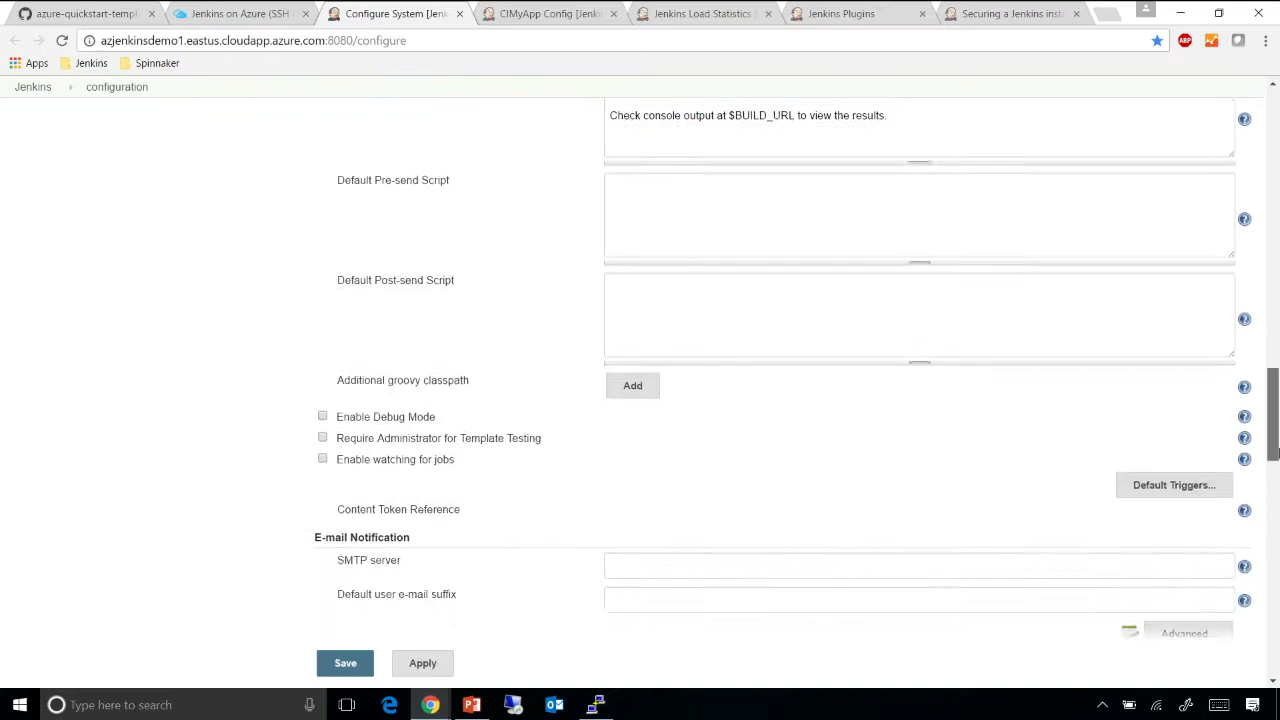 azure-quickstart-templ
Jenkins on Azure (SSH
Configure System [Jenk
CIMyApp Config [Jenkin
Jenkins Load Statistics [
Jenkins Plugins
Securing a Jenkins insta
azjenkinsdemo1.eastus.cloudapp.azure.com:8080/configure
ABP
Apps
Jenkins
Spinnaker
Jenkins
configuration
Check console output at $BUILD_URL to view the results.
Default Pre-send Script
Default Post-send Script
Additional groovy classpath
Add
Enable Debug Mode
Require Administrator for Template Testing
Enable watching for jobs
Default Triggers...
Content Token Reference
E-mail Notification
SMTP server
Default user e-mail suffix
Advanced...
Save
Apply
Type here to search